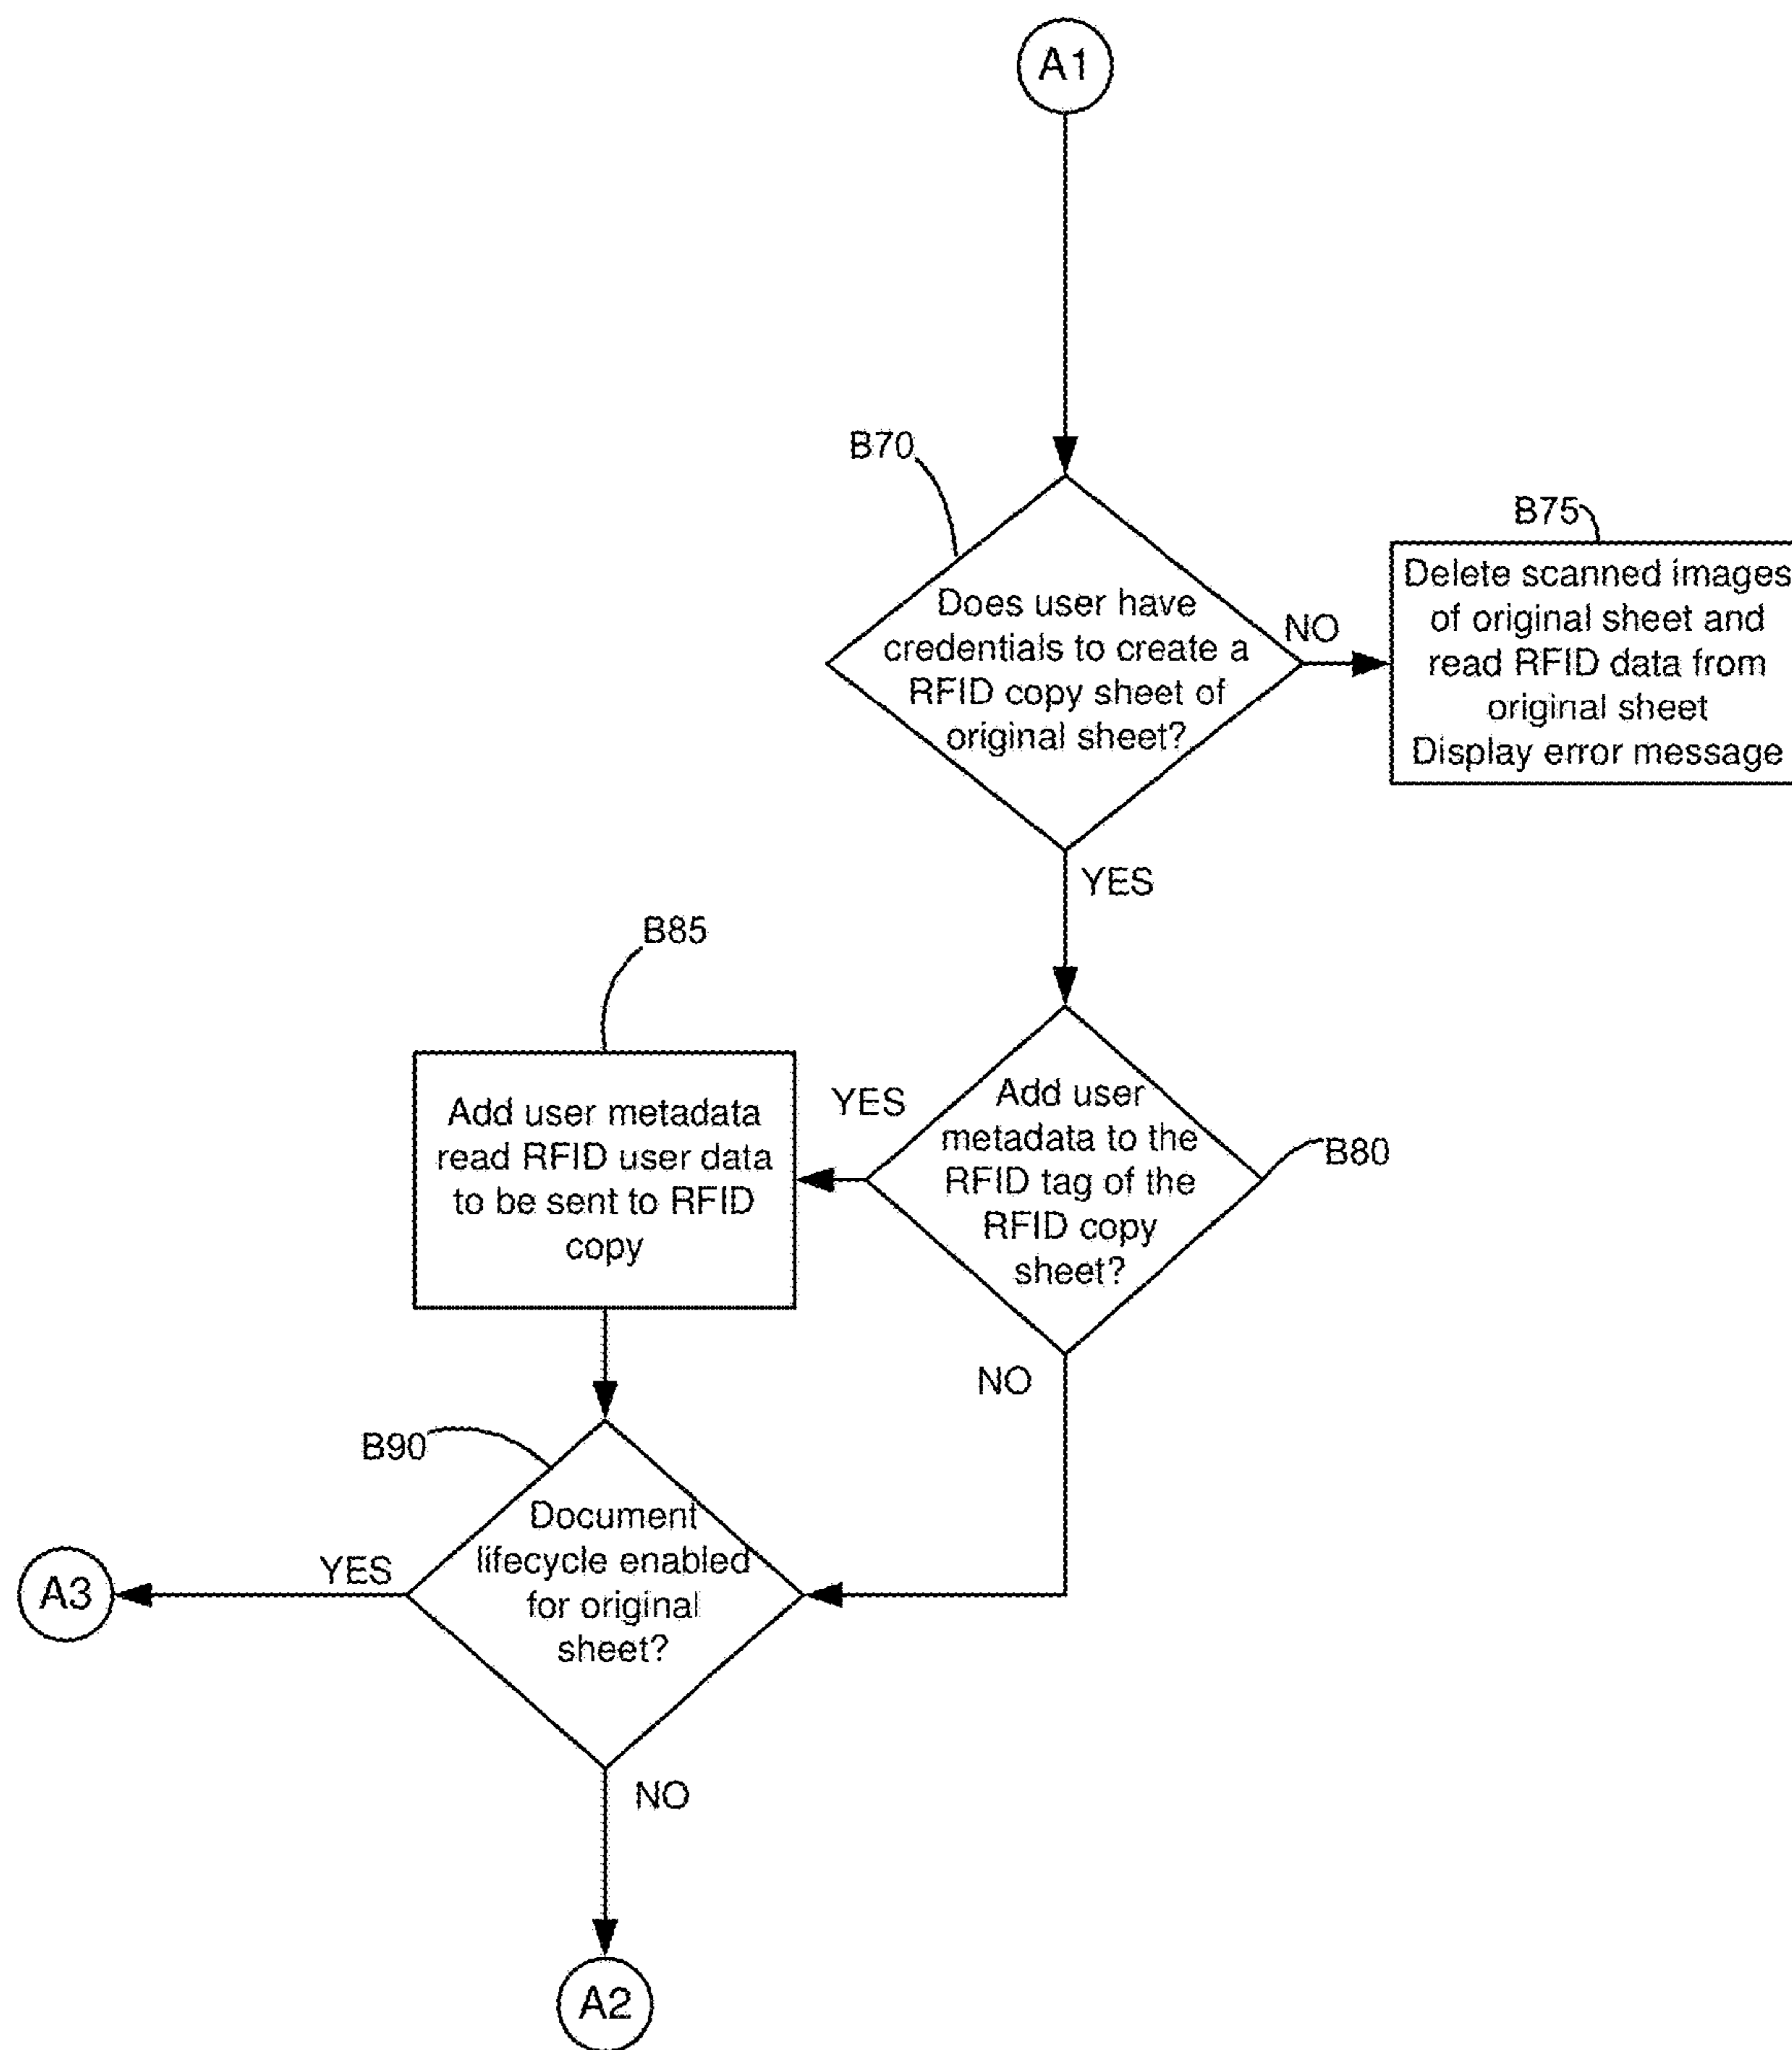 A1
B70
Does user have
credentials to create a
RFID copy sheet of
original sheet?
NO
B75
Delete scanned images
of original sheet and
read RFID data from
original sheet
Display error message
YES
B85
Add user metadata
read RFID user data
to be sent to RFID
copy
YES
Add user
metadata to the
RFID tag of the
RFID copy
sheet?
B80
NO
B90
Document
lifecycle enabled
for original
sheet?
YES
A3
NO
A2